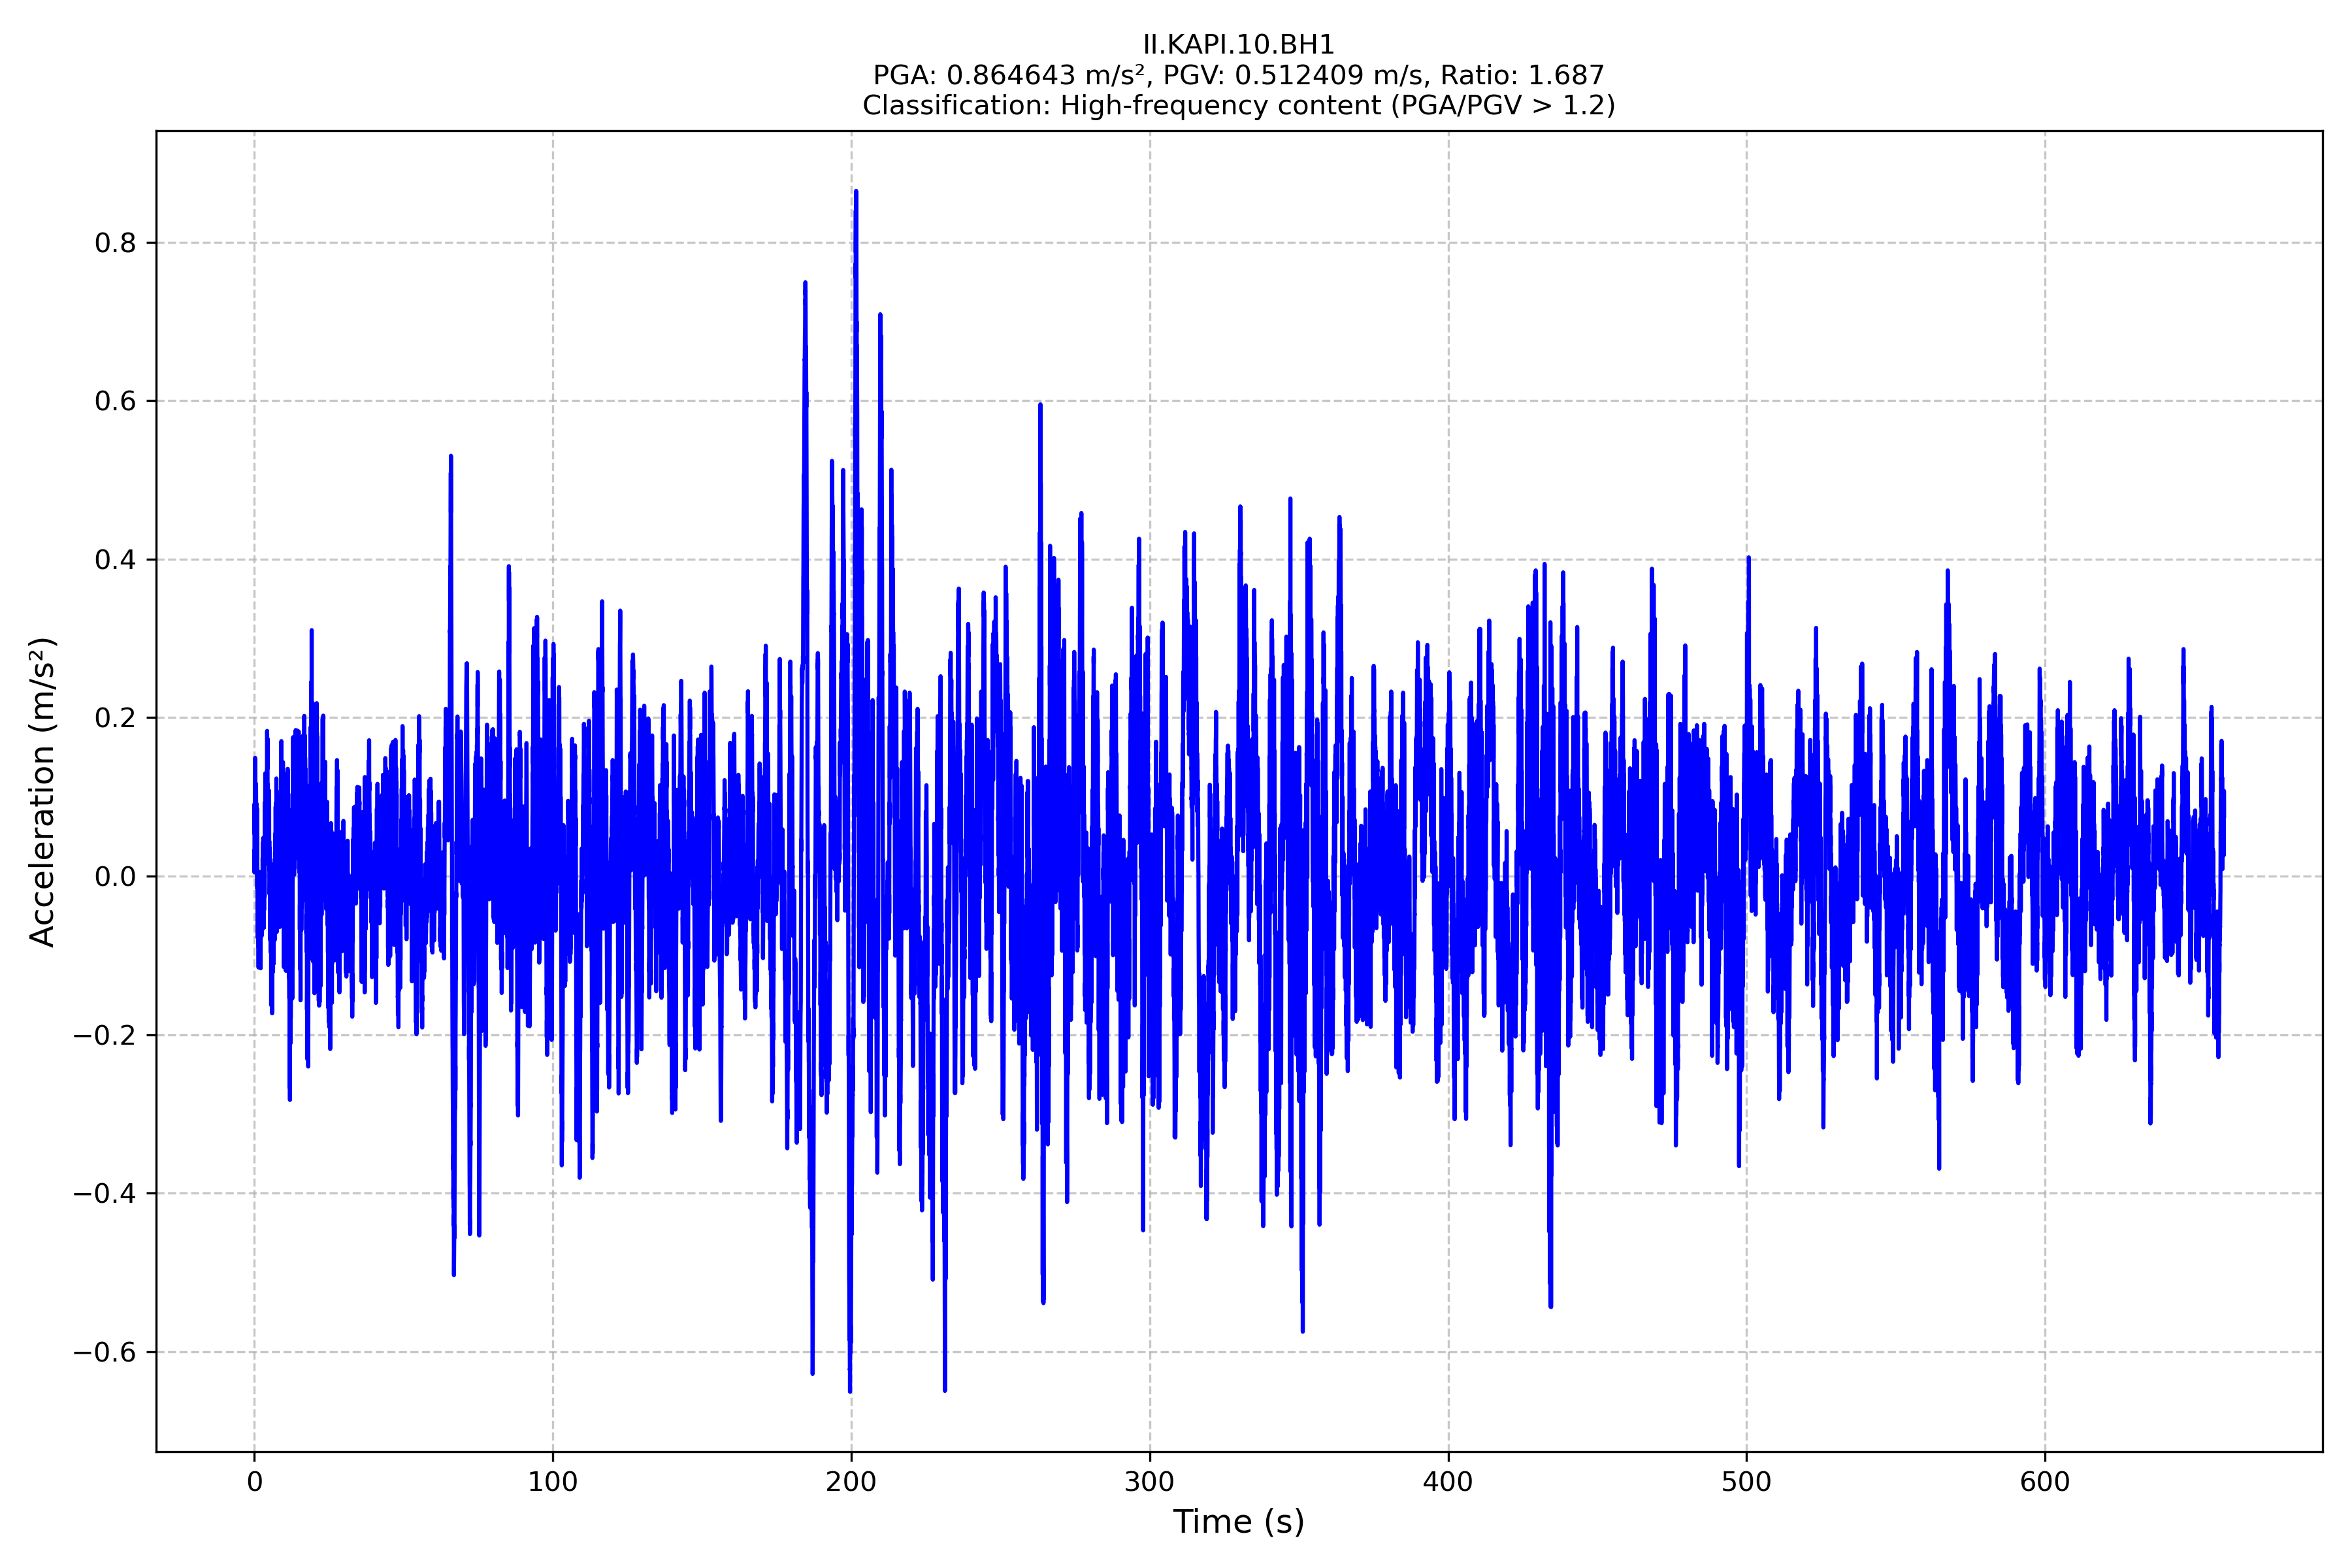 II.KAPI.10.BH1
PGA: 0.864643 m/s², PGV: 0.512409 m/s, Ratio: 1.687
Classification: High-frequency content (PGA/PGV > 1.2)
Acceleration (m/s²)
0.8
0.6
0.4
0.2
0.0
−0.2
−0.4
−0.6
0 100 200 300 400 500 600
Time (s)